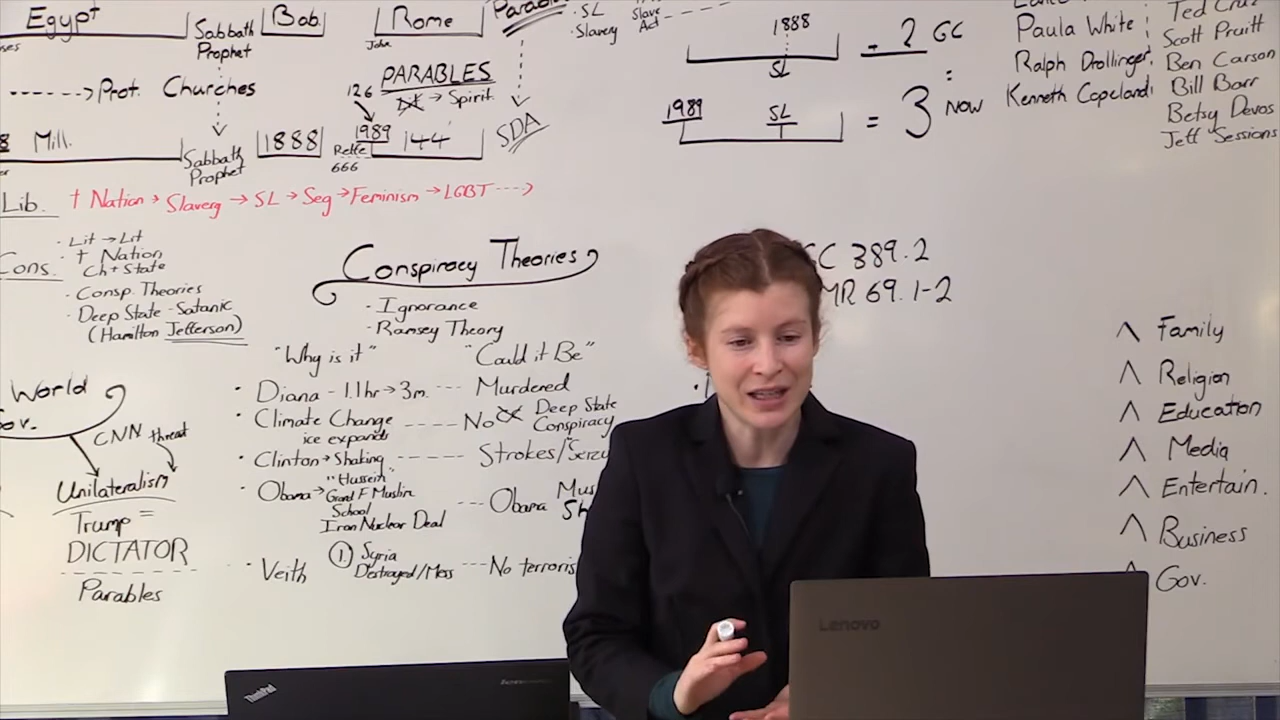 Egypt
Sabbath
Prophet
Bab.
Rome
John
SL
Slavery
Slave
Act
1888
SL
- 2 GC
:
1989
SL
= 3 NOW
Paula White
Ralph Drollinger
Kenneth Copeland
Scott Pruitt
Ben Carson
Bill Barr
Betsy Devos
Jeff Sessions
Prot. Churches
126
PARABLES
→ Spirit.
Mill.
Sabbath
Prophet
1888
1989
144
SDA
666
Lib.
† Nation → Slavery → SL → Seg → Feminism → LGBT
Cons.
· Lit → Lit
† Nation
Ch + State
· Consp. Theories
· Deep State - Satanic
(Hamilton Jefferson)
Conspiracy Theories
- Ignorance
- Ramsey Theory
"Why is it"
"Could it Be"
· Diana - 1.1hr → 3m. --- Murdered
· Climate Change
ice expands
No
Deep State
Conspiracy
· Clinton → Shaking ------ Strokes/
· Obama →
"Hussein"
Grand F Muslim
School
Iron Nuclear Deal
--- Obama
Veith
① Syria
Destroyed/Mess
--- No terroris
World
CNN threat
Unilateralism
Trump =
DICTATOR
Parables
389.2
MR 69.1-2
^ Family
^ Religion
^ Education
^ Media
^ Entertain.
^ Business
^ Gov.
ThinkPad
Lenovo